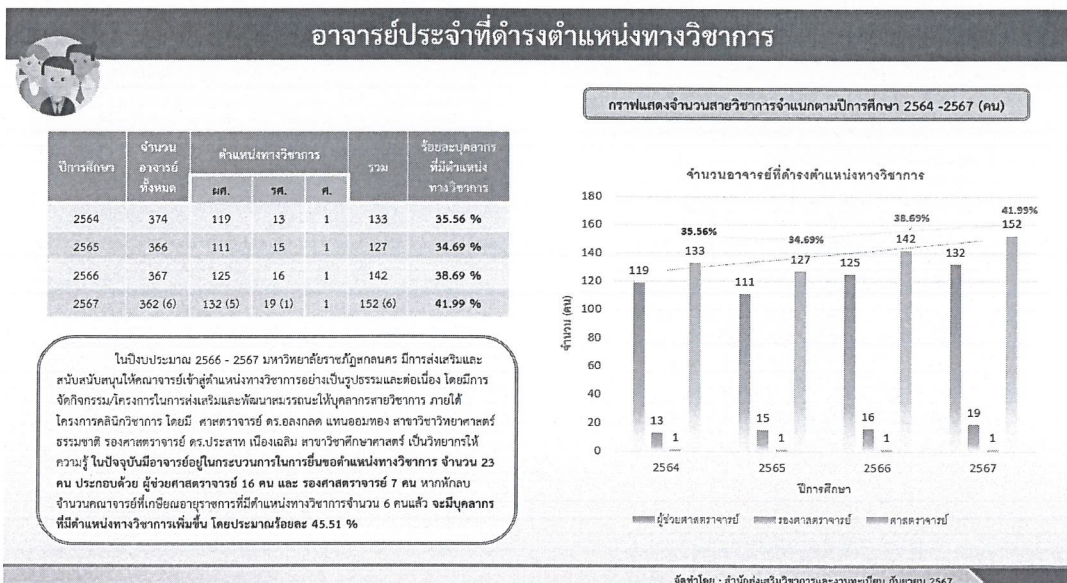 อาจารย์ประจำที่ดำรงตำแหน่งทางวิชาการ
ปีการศึกษา จำนวนอาจารย์ทั้งหมด ตำแหน่งทางวิชาการ รวม ร้อยละบุคลากรที่มีตำแหน่งทางวิชาการ
ผศ. รศ. ศ.
2564 374 119 13 1 133 35.56 %
2565 366 111 15 1 127 34.69 %
2566 367 125 16 1 142 38.69 %
2567 362 (6) 132 (5) 19 (1) 1 152 (6) 41.99 %
ในปีงบประมาณ 2566 - 2567 มหาวิทยาลัยราชภัฏสกลนคร มีการส่งเสริมและ
สนับสนับสนุนให้คณาจารย์เข้าสู่ตำแหน่งทางวิชาการอย่างเป็นรูปธรรมและต่อเนื่อง โดยมีการ
จัดกิจกรรม/โครงการในการส่งเสริมและพัฒนาสมรรถนะให้บุคลากรสายวิชาการ ภายใต้
โครงการคลินิกวิชาการ โดยมี ศาสตราจารย์ ดร.อลงกลด แทนออมทอง สาขาวิชาวิทยาศาสตร์
ธรรมชาติ รองศาสตราจารย์ ดร.ประสาท เนืองเฉลิม สาขาวิชาศึกษาศาสตร์ เป็นวิทยากรให้
ความรู้ ในปัจจุบันมีอาจารย์อยู่ในกระบวนการในการยื่นขอตำแหน่งทางวิชาการ จำนวน 23
คน ประกอบด้วย ผู้ช่วยศาสตราจารย์ 16 คน และ รองศาสตราจารย์ 7 คน หากหักลบ
จำนวนคณาจารย์ที่เกษียณอายุราชการที่มีตำแหน่งทางวิชาการจำนวน 6 คนแล้ว จะมีบุคลากร
ที่มีตำแหน่งทางวิชาการเพิ่มขึ้น โดยประมาณร้อยละ 45.51 %
กราฟแสดงจำนวนสายวิชาการจำแนกตามปีการศึกษา 2564 -2567 (คน)
จำนวนอาจารย์ที่ดำรงตำแหน่งทางวิชาการ
จำนวน (คน)
180
160
140
120
100
80
60
40
20
0
119 13 1 133 35.56%
111 15 1 127 34.69%
125 16 1 142 38.69%
132 19 1 152 41.99%
2564 2565 2566 2567
ปีการศึกษา
ผู้ช่วยศาสตราจารย์ รองศาสตราจารย์ ศาสตราจารย์
จัดทำโดย : สำนักส่งเสริมวิชาการและงานทะเบียน กันยายน 2567